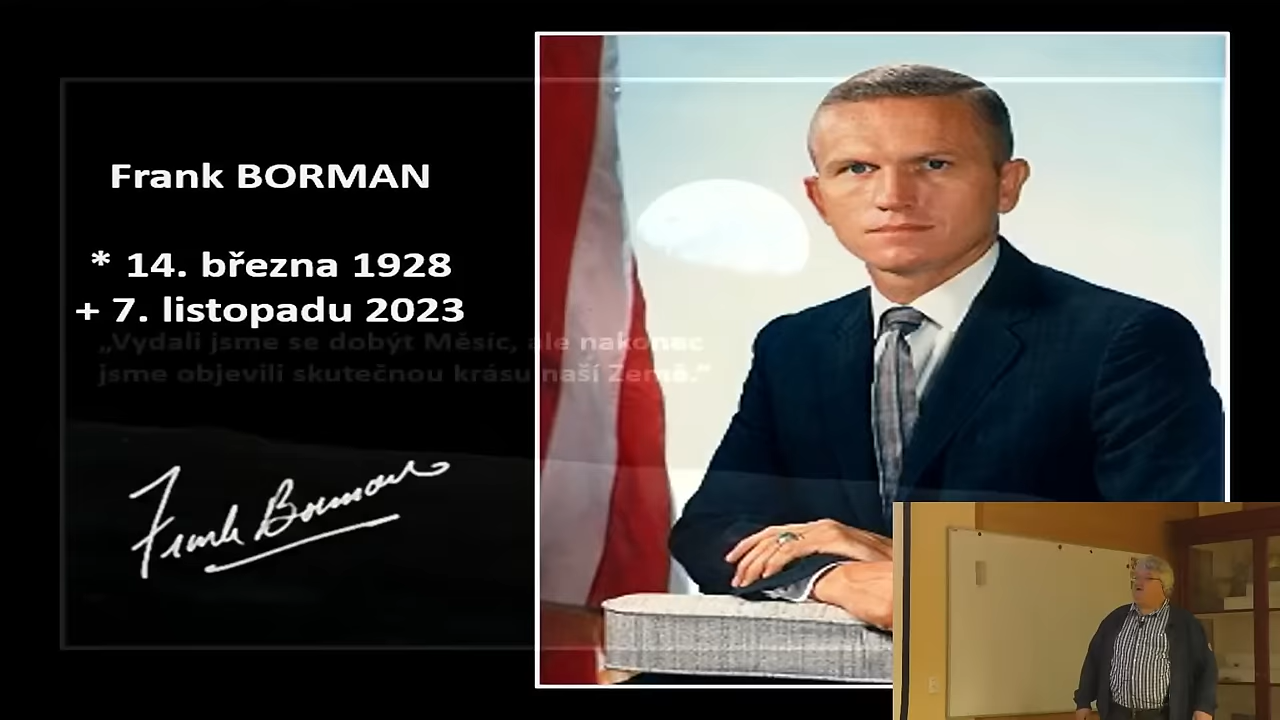 Frank BORMAN
* 14. března 1928
+ 7. listopadu 2023
„Vydali jsme se dobýt Měsíc, ale nakonec
jsme objevili skutečnou krásu naší Země.“
Frank Borman